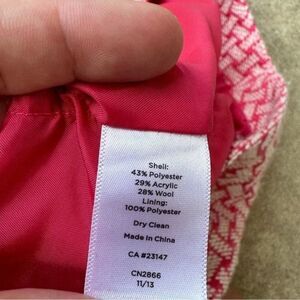 Shell:
43% Polyester
29% Acrylic
28% Wool
Lining:
100% Polyester
Dry Clean
Made In China
CA #23147
CN2866
11/13